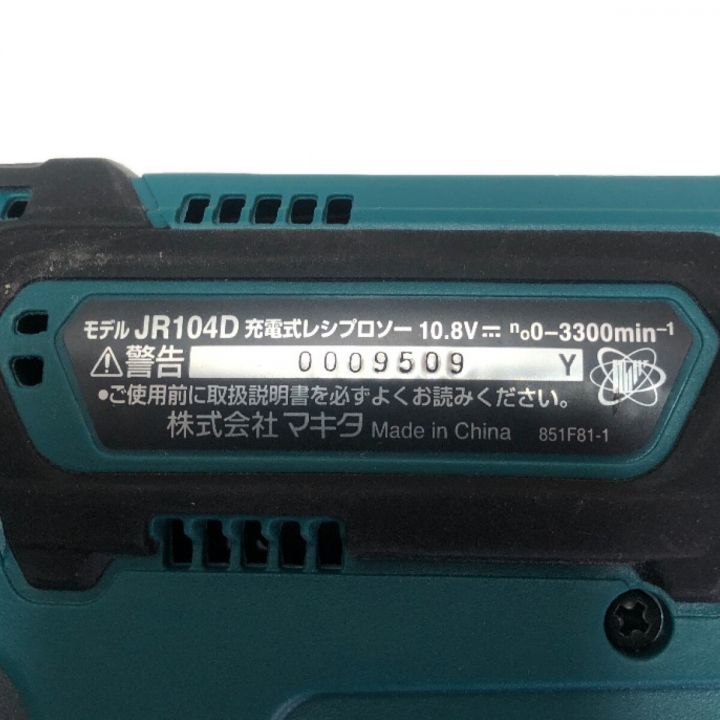 モデル JR104D 充電式レシプロソー 10.8V⎓ n₀0-3300min⁻¹
⚠警告 0009509 Y
●ご使用前に取扱説明書を必ずよくお読みください。
株式会社 マキタ Made in China 851F81-1